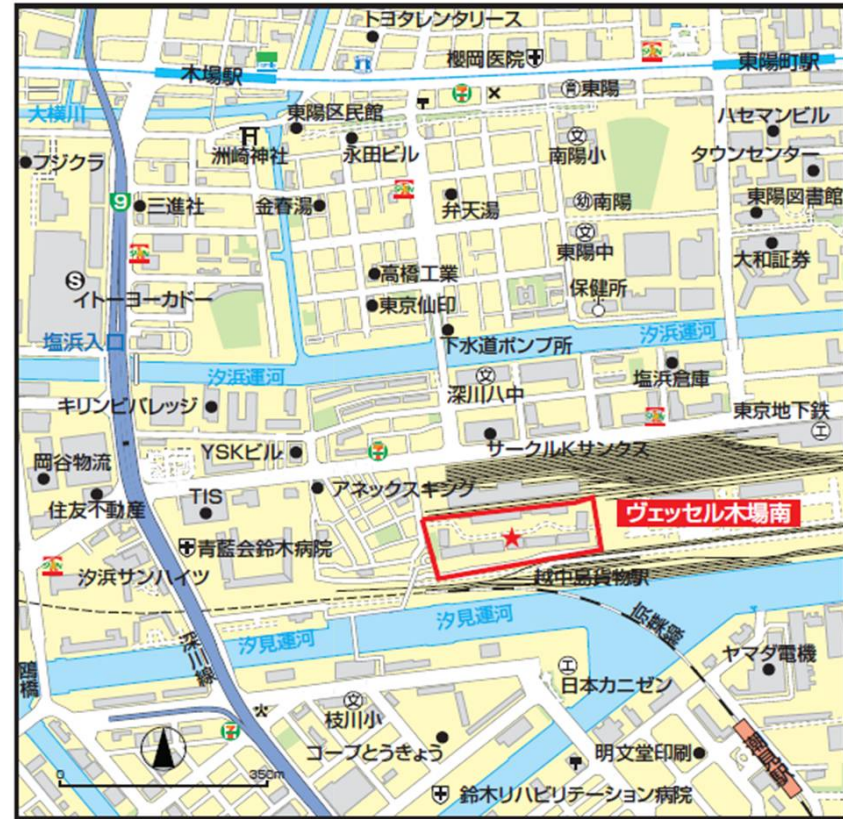 トヨタレンタリース
櫻岡医院
木場駅
東陽町駅
大横川
東陽区民館
東陽
ハセマンビル
洲崎神社
永田ビル
南陽小
タウンセンター
フジクラ
9
三進社
金春湯
弁天湯
南陽
東陽図書館
東陽中
大和証券
高橋工業
保健所
イトーヨーカドー
東京仙印
塩浜入口
汐浜運河
下水道ポンプ所
汐浜運河
塩浜倉庫
深川八中
キリンビバレッジ
東京地下鉄
YSKビル
サークルKサンクス
岡谷物流
アネックスキング
住友不動産
TIS
ヴェッセル木場南
青藍会鈴木病院
汐浜サンハイツ
越中島貨物駅
汐見運河
汐見運河
京葉線
深川線
ヤマダ電機
日本カニゼン
枝川小
コープとうきょう
明文堂印刷
潮見駅
0
350m
鈴木リハビリテーション病院